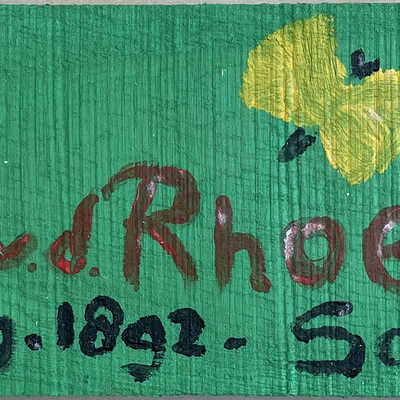 v.d. Rhoe
g. 1892 - So